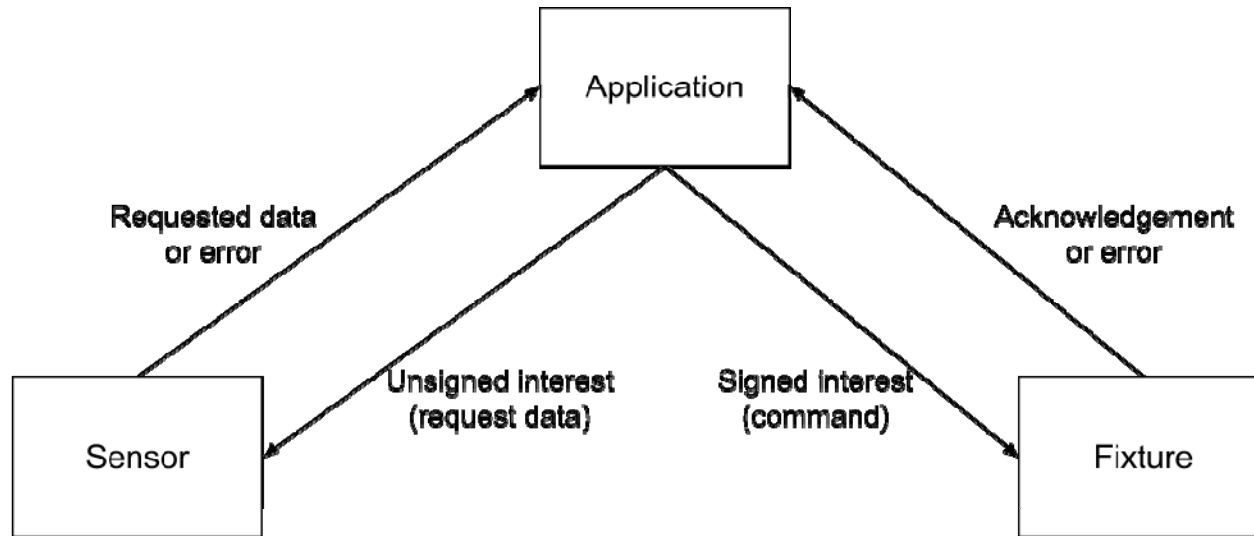 Application
Requested data
or error
Acknowledgement
or error
Unsigned interest
(request data)
Signed interest
(command)
Sensor
Fixture